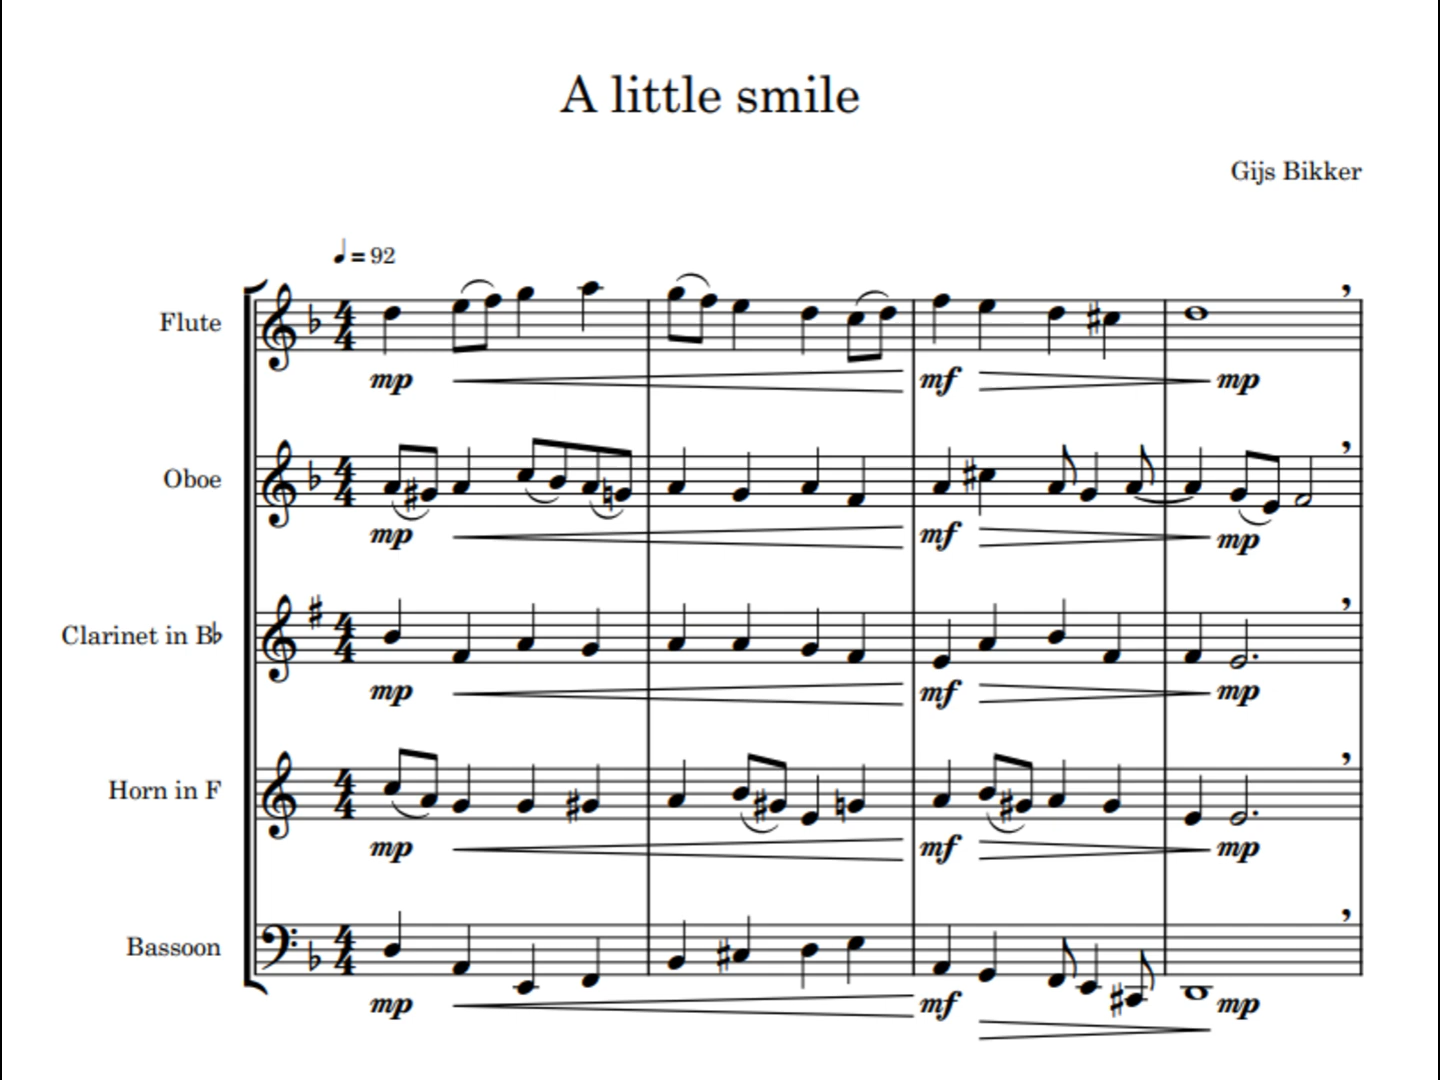 A little smile
Gijs Bikker
♩ = 92
Flute
mp mf mp
Oboe
mp mf mp
Clarinet in B♭
mp mf mp
Horn in F
mp mf mp
Bassoon
mp mf mp